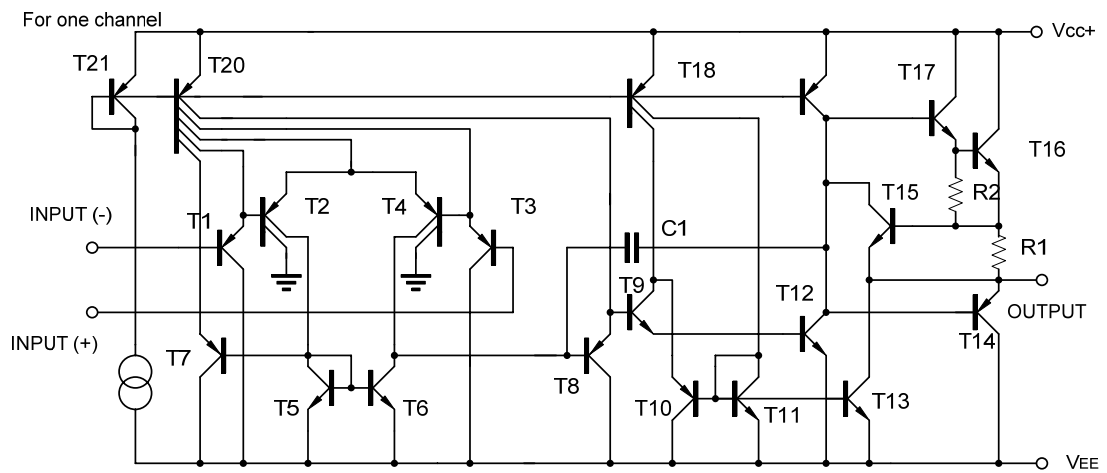 For one channel
Vcc+
T21
T20
T18
T17
T16
T15
R2
INPUT (-)
T1
T2
T4
T3
C1
R1
T9
T12
OUTPUT
INPUT (+)
T7
T8
T14
T5
T6
T10
T11
T13
VEE